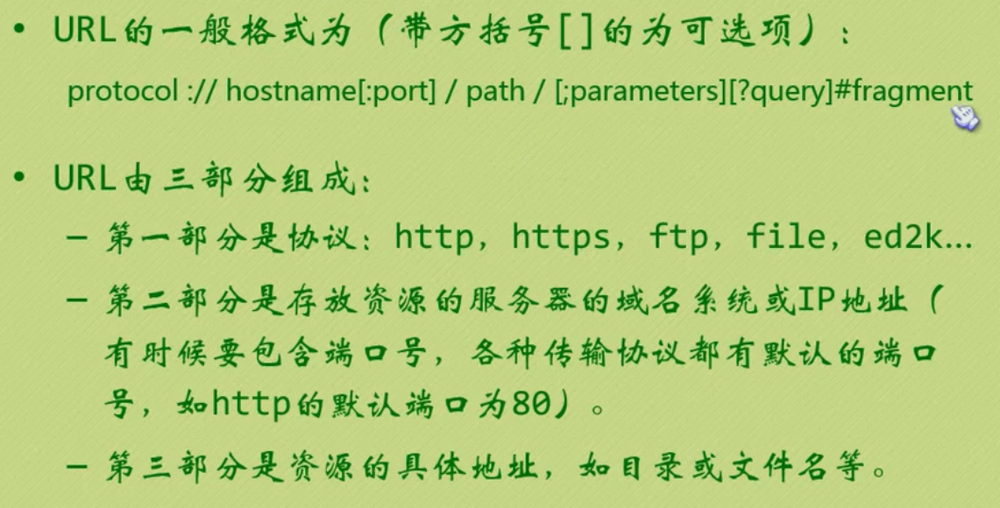 • URL的一般格式为（带方括号[]的为可选项）：
protocol :// hostname[:port] / path / [;parameters][?query]#fragment
• URL由三部分组成：
– 第一部分是协议：http，https，ftp，file，ed2k…
– 第二部分是存放资源的服务器的域名系统或IP地址（
有时候要包含端口号，各种传输协议都有默认的端口
号，如http的默认端口为80）。
– 第三部分是资源的具体地址，如目录或文件名等。